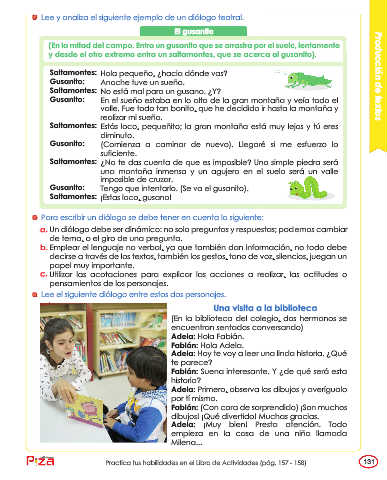 Lee y analiza el siguiente ejemplo de un diálogo teatral.
El gusanito
(En la mitad del campo. Entra un gusanito que se arrastra por el suelo, lentamente
y desde el otro extremo entra un saltamontes, que se acerca al gusanito).
Saltamontes: Hola pequeño, ¿hacia dónde vas?
Gusanito: Anoche tuve un sueño.
Saltamontes: No está mal para un gusano. ¿Y?
Gusanito: En el sueño estaba en lo alto de la gran montaña y veía todo el
valle. Fue todo tan bonito, que he decidido ir hasta la montaña y
realizar mi sueño.
Saltamontes: Estás loco, pequeñito; la gran montaña está muy lejos y tú eres
diminuto.
Gusanito: (Comienza a caminar de nuevo). Llegaré si me esfuerzo lo
suficiente.
Saltamontes: ¿No te das cuenta de que es imposible? Una simple piedra será
una montaña inmensa y un agujero en el suelo será un valle
imposible de cruzar.
Gusanito: Tengo que intentarlo. (Se va el gusanito).
Saltamontes: ¡Estas loco, gusano!
Producción de textos
Para escribir un diálogo se debe tener en cuenta lo siguiente:
a. Un diálogo debe ser dinámico: no solo preguntas y respuestas; podemos cambiar
de tema, o el giro de una pregunta.
b. Emplear el lenguaje no verbal, ya que también dan información, no todo debe
decirse a través de los textos, también los gestos, tono de voz, silencios, juegan un
papel muy importante.
c. Utilizar las acotaciones para explicar las acciones a realizar, las actitudes o
pensamientos de los personajes.
Lee el siguiente diálogo entre estos dos personajes.
Una visita a la biblioteca
(En la biblioteca del colegio, dos hermanos se
encuentran sentados conversando)
Adela: Hola Fabián.
Fabián: Hola Adela.
Adela: Hoy te voy a leer una linda historia. ¿Qué
te parece?
Fabián: Suena interesante. Y ¿de qué será esta
historia?
Adela: Primero, observa los dibujos y averígualo
por ti mismo.
Fabián: (Con cara de sorprendido) ¡Son muchos
dibujos! ¡Qué divertido! Muchas gracias.
Adela: ¡Muy bien! Presta atención. Todo
empieza en la casa de una niña llamada
Milena...
Practica tus habilidades en el Libro de Actividades (pág. 157 - 158)
131